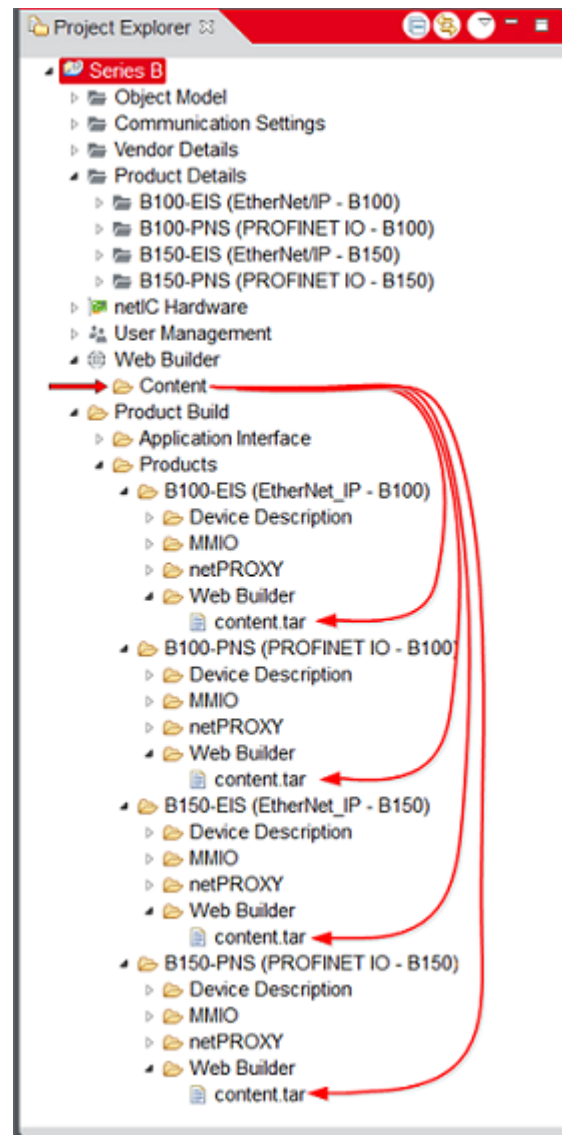 Project Explorer
Series B
Object Model
Communication Settings
Vendor Details
Product Details
B100-EIS (EtherNet/IP - B100)
B100-PNS (PROFINET IO - B100)
B150-EIS (EtherNet/IP - B150)
B150-PNS (PROFINET IO - B150)
netIC Hardware
User Management
Web Builder
Content
Product Build
Application Interface
Products
B100-EIS (EtherNet_IP - B100)
Device Description
MMIO
netPROXY
Web Builder
content.tar
B100-PNS (PROFINET IO - B100)
Device Description
MMIO
netPROXY
Web Builder
content.tar
B150-EIS (EtherNet_IP - B150)
Device Description
MMIO
netPROXY
Web Builder
content.tar
B150-PNS (PROFINET IO - B150)
Device Description
MMIO
netPROXY
Web Builder
content.tar